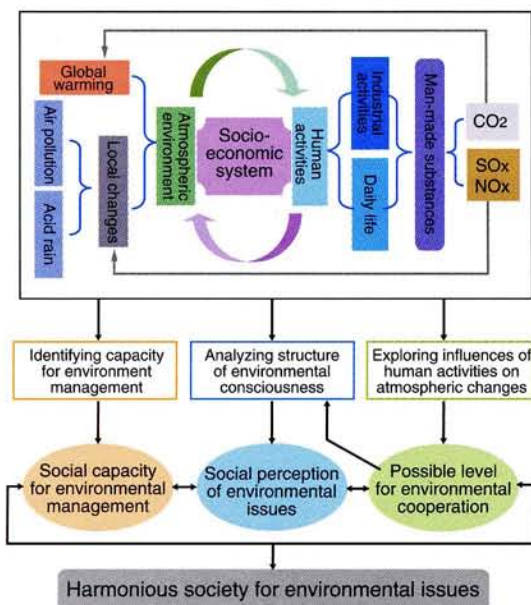 Global
warming
Air pollution
Acid rain
Local changes
Atmospheric
environment
Socio-
economic
system
Human
activities
Industrial
activities
Daily life
Man-made substances
CO2
SOx
NOx
Identifying capacity
for environment
management
Analyzing structure
of environmental
consciousness
Exploring influences of
human activities on
atmospheric changes
Social capacity
for environmental
management
Social perception
of environmental
issues
Possible level
for environmental
cooperation
Harmonious society for environmental issues